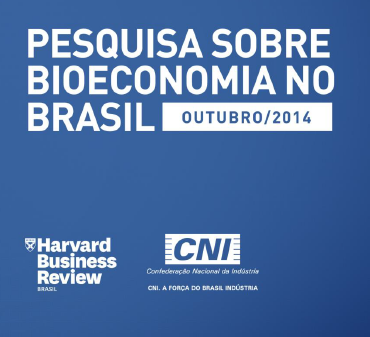 PESQUISA SOBRE
BIOECONOMIA NO
BRASIL OUTUBRO/2014
Harvard
Business
Review
BRASIL
CNI
Confederação Nacional da Indústria
CNI. A FORÇA DO BRASIL INDÚSTRIA